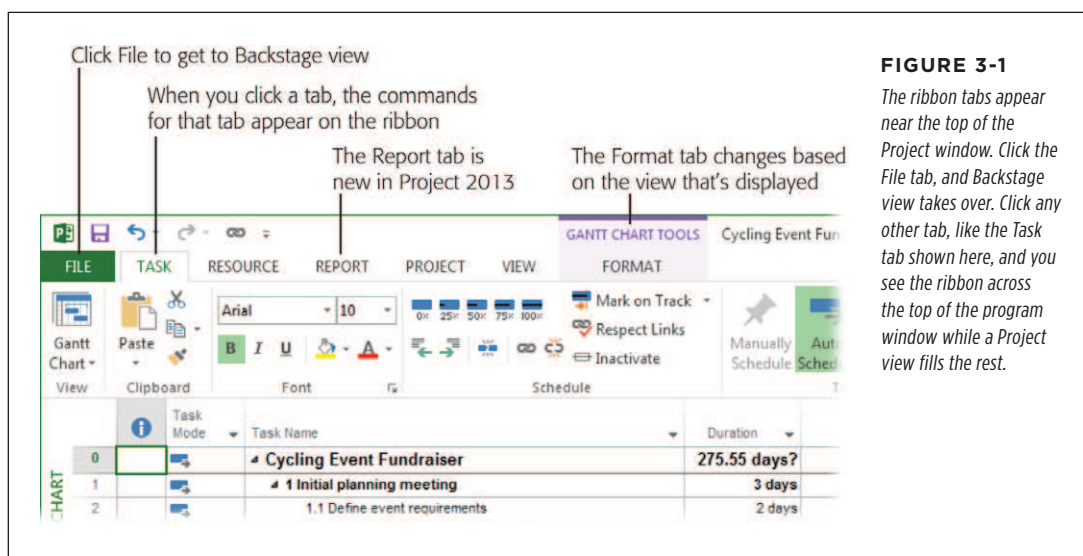 Click File to get to Backstage view
When you click a tab, the commands
for that tab appear on the ribbon
The Report tab is
new in Project 2013
The Format tab changes based
on the view that's displayed
GANTT CHART TOOLS
Cycling Event Fun
FILE
TASK
RESOURCE
REPORT
PROJECT
VIEW
FORMAT
Gantt
Chart
View
Paste
Clipboard
Arial
10
B I U
A
Font
0× 25× 50× 75× 100×
Mark on Track
Respect Links
Inactivate
Schedule
Manually
Schedule
Auto
Sched
T
Task
Mode
Task Name
Duration
0
Cycling Event Fundraiser
275.55 days?
1
1 Initial planning meeting
3 days
2
1.1 Define event requirements
2 days
CHART
FIGURE 3-1
The ribbon tabs appear
near the top of the
Project window. Click the
File tab, and Backstage
view takes over. Click any
other tab, like the Task
tab shown here, and you
see the ribbon across
the top of the program
window while a Project
view fills the rest.